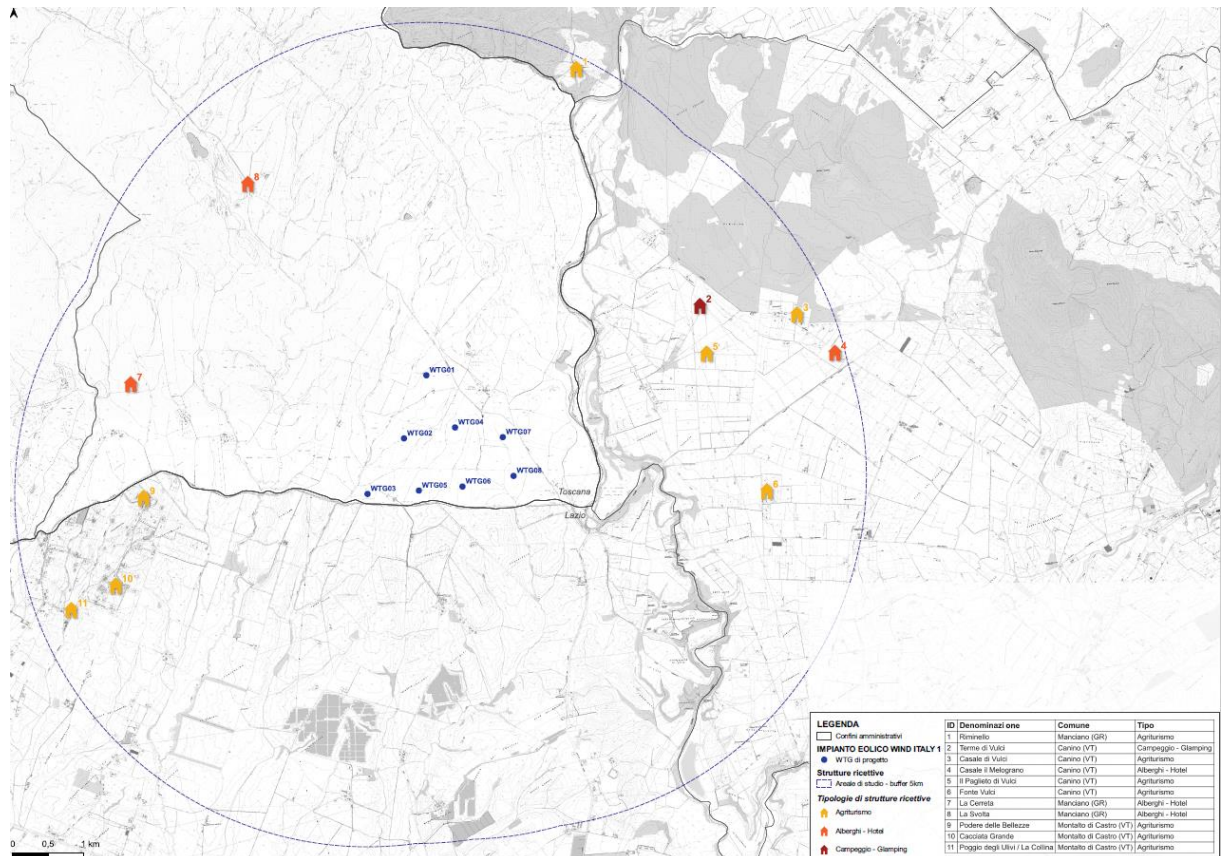 8
1
2
3
5
4
7
WTG01
WTG04
WTG02
WTG07
WTG08
WTG06
WTG05
WTG03
6
9
Toscana
Lazio
10
11
0 0,5 1 km
LEGENDA
Confini amministrativi
IMPIANTO EOLICO WIND ITALY 1
WTG di progetto
Strutture ricettive
Areale di studio - buffer 5km
Tipologie di strutture ricettive
Agriturismo
Alberghi - Hotel
Campeggio - Glamping
ID Denominazi one Comune Tipo
1 Riminello Manciano (GR) Agriturismo
2 Terme di Vulci Canino (VT) Campeggio - Glamping
3 Casale di Vulci Canino (VT) Agriturismo
4 Casale il Melograno Canino (VT) Alberghi - Hotel
5 Il Paglieto di Vulci Canino (VT) Agriturismo
6 Fonte Vulci Canino (VT) Agriturismo
7 La Cerreta Manciano (GR) Alberghi - Hotel
8 La Svolta Manciano (GR) Alberghi - Hotel
9 Podere delle Bellezze Montalto di Castro (VT) Agriturismo
10 Cacciata Grande Montalto di Castro (VT) Agriturismo
11 Poggio degli Ulivi / La Collina Montalto di Castro (VT) Agriturismo